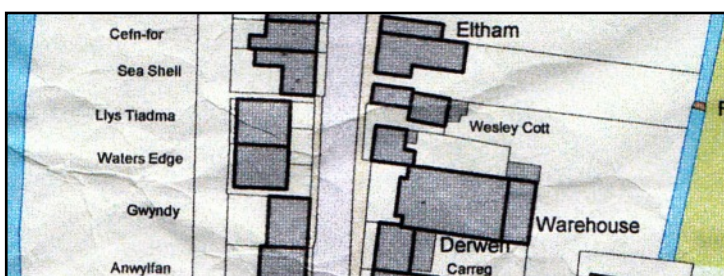 Cefn-for
Eltham
Sea Shell
Llys Tiadma
Wesley Cott
Waters Edge
Gwyndy
Warehouse
Derwen
Anwylfan
Carreg